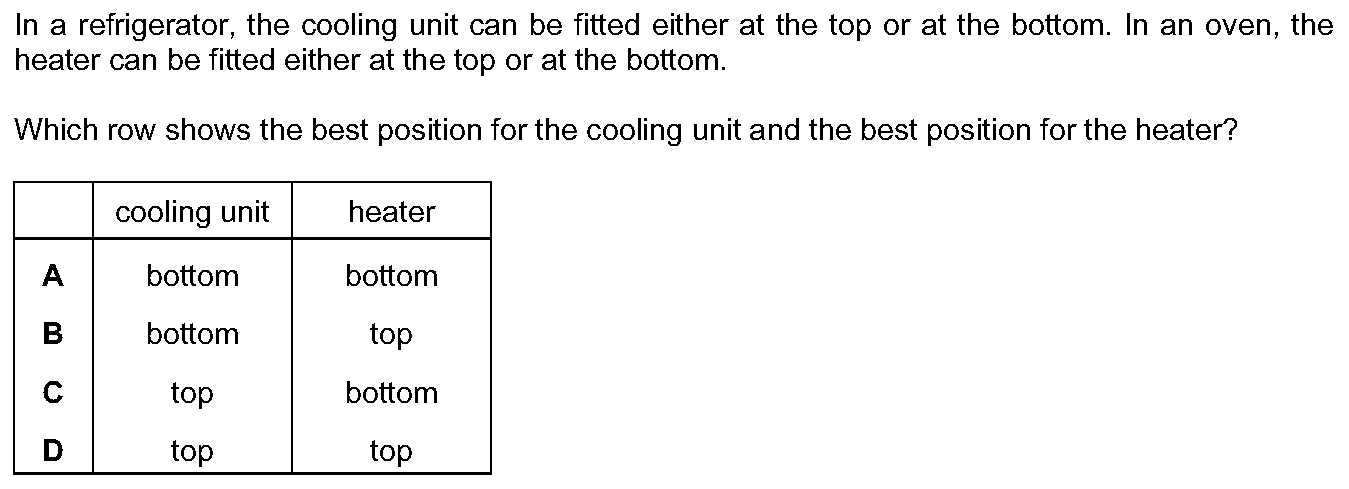 In a refrigerator, the cooling unit can be fitted either at the top or at the bottom. In an oven, the
heater can be fitted either at the top or at the bottom.
Which row shows the best position for the cooling unit and the best position for the heater?
cooling unit heater
A bottom bottom
B bottom top
C top bottom
D top top